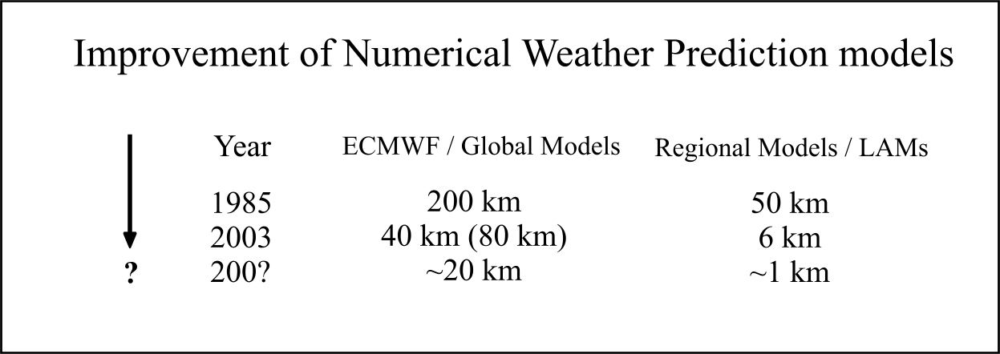 Improvement of Numerical Weather Prediction models
Year ECMWF / Global Models Regional Models / LAMs
1985 200 km 50 km
2003 40 km (80 km) 6 km
? 200? ~20 km ~1 km